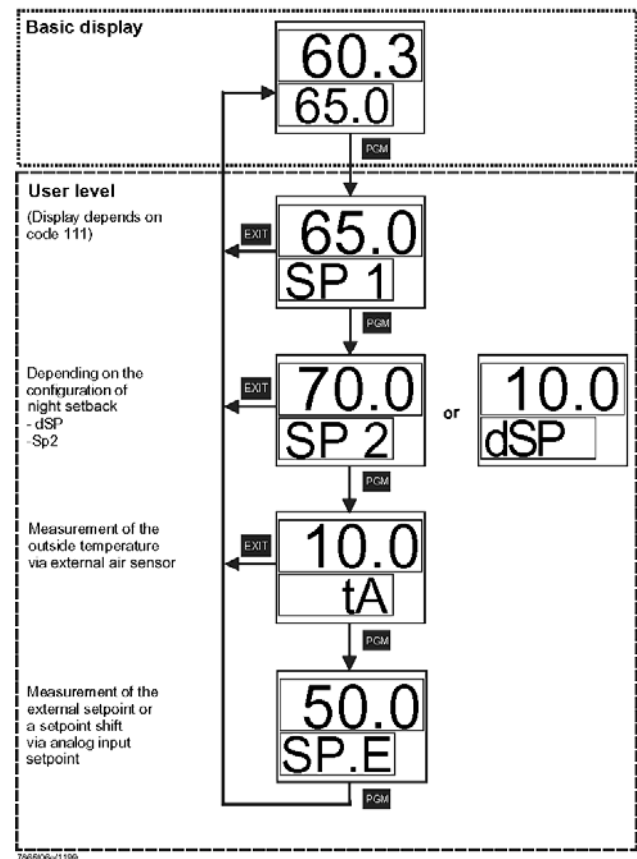 Basic display
60.3
65.0
PGM
User level
(Display depends on
code 111)
EXIT
65.0
SP 1
PGM
Depending on the
configuration of
night setback
- dSP
-Sp2
EXIT
70.0
SP 2
or
10.0
dSP
PGM
Measurement of the
outside temperature
via external air sensor
EXIT
10.0
tA
PGM
Measurement of the
external setpoint or
a setpoint shift
via analog input
setpoint
50.0
SP.E
PGM